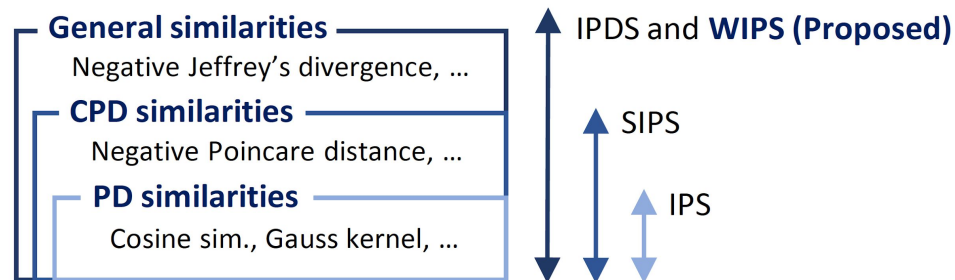 General similarities
Negative Jeffrey's divergence, ...
CPD similarities
Negative Poincare distance, ...
PD similarities
Cosine sim., Gauss kernel, ...
IPDS and WIPS (Proposed)
SIPS
IPS